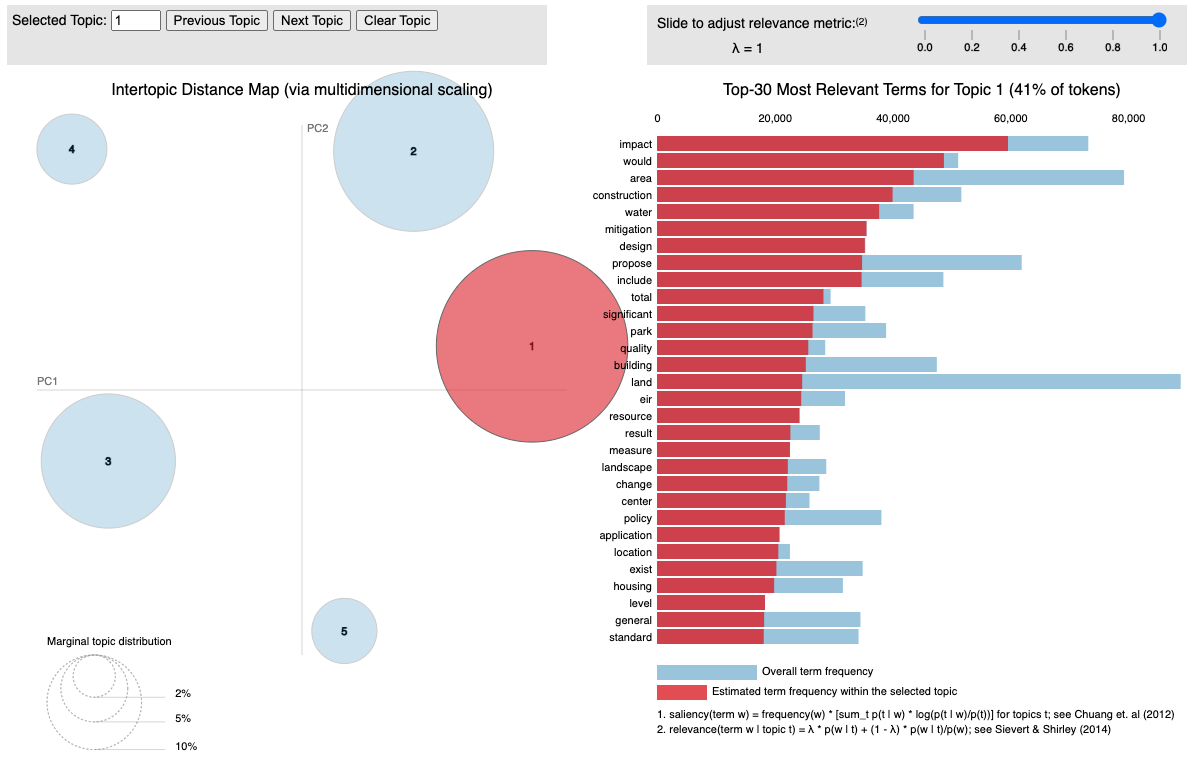 Selected Topic: 1 Previous Topic Next Topic Clear Topic
Slide to adjust relevance metric:(2)
λ = 1
0.0 0.2 0.4 0.6 0.8 1.0
Intertopic Distance Map (via multidimensional scaling)
PC2
PC1
4
2
1
3
5
Marginal topic distribution
2%
5%
10%
Top-30 Most Relevant Terms for Topic 1 (41% of tokens)
0 20,000 40,000 60,000 80,000
impact
would
area
construction
water
mitigation
design
propose
include
total
significant
park
quality
building
land
eir
resource
result
measure
landscape
change
center
policy
application
location
exist
housing
level
general
standard
Overall term frequency
Estimated term frequency within the selected topic
1. saliency(term w) = frequency(w) * [sum_t p(t | w) * log(p(t | w)/p(t))] for topics t; see Chuang et. al (2012)
2. relevance(term w | topic t) = λ * p(w | t) + (1 - λ) * p(w | t)/p(w); see Sievert & Shirley (2014)